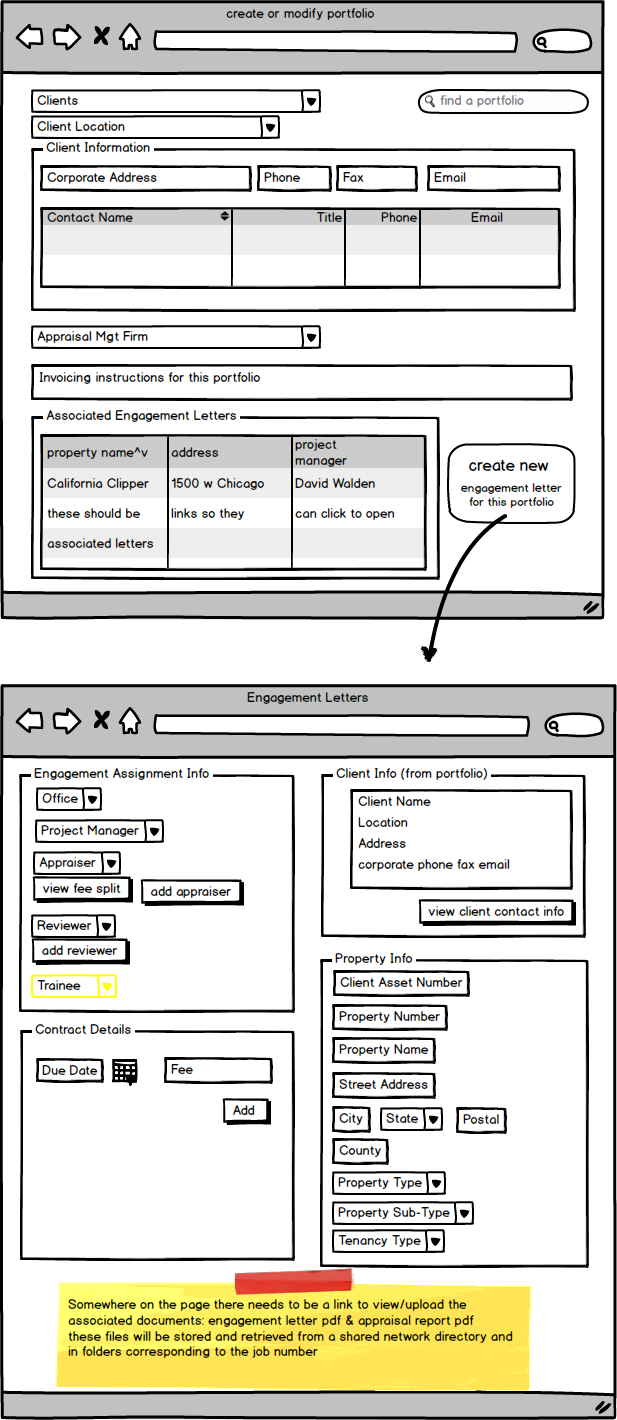 create or modify portfolio
Clients
find a portfolio
Client Location
Client Information
Corporate Address
Phone
Fax
Email
Contact Name
Title
Phone
Email
Appraisal Mgt Firm
Invoicing instructions for this portfolio
Associated Engagement Letters
property name^v
address
project
manager
California Clipper
1500 w Chicago
David Walden
these should be
links so they
can click to open
associated letters
create new
engagement letter
for this portfolio
Engagement Letters
Engagement Assignment Info
Office
Project Manager
Appraiser
view fee split
add appraiser
Reviewer
add reviewer
Trainee
Client Info (from portfolio)
Client Name
Location
Address
corporate phone fax email
view client contact info
Contract Details
Due Date
Fee
Add
Property Info
Client Asset Number
Property Number
Property Name
Street Address
City
State
Postal
County
Property Type
Property Sub-Type
Tenancy Type
Somewhere on the page there needs to be a link to view/upload the
associated documents: engagement letter pdf & appraisal report pdf
these files will be stored and retrieved from a shared network directory and
in folders corresponding to the job number